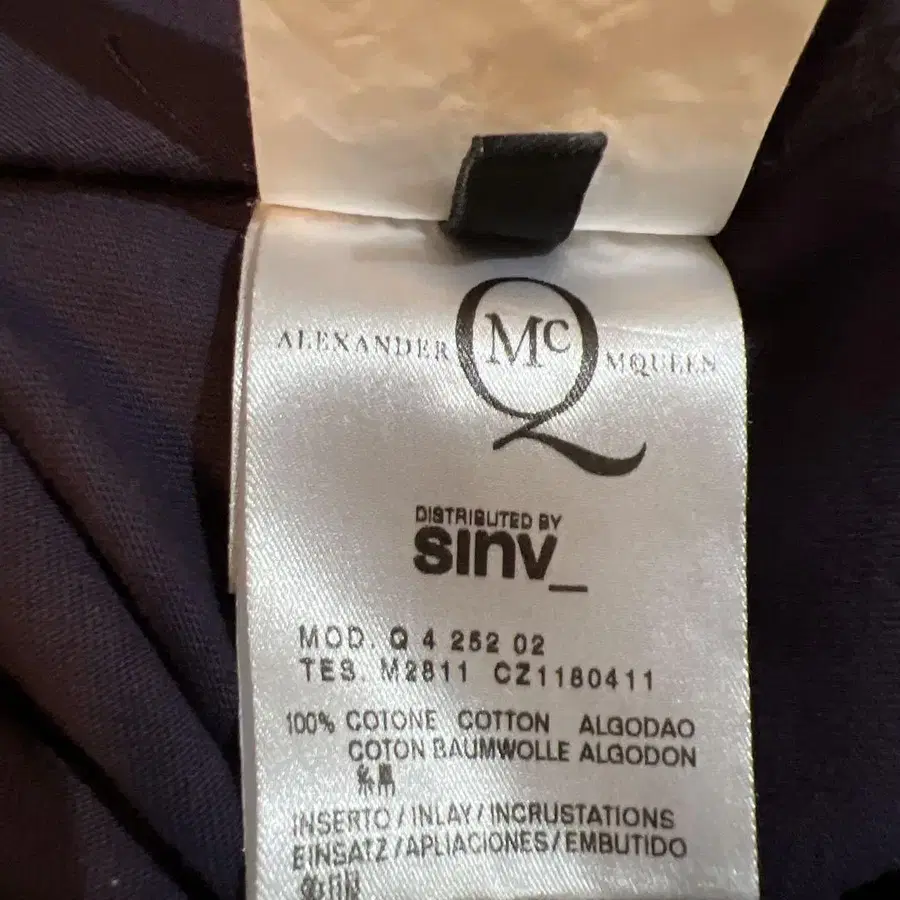 ALEXANDER McQ MQUEEN
DISTRIBUTED BY
sinv_
MOD. Q 4 252 02
TES. M2811 CZ1180411
100% COTONE COTTON ALGODAO
COTON BAUMWOLLE ALGODON
INSERTO/INLAY/INCRUSTATIONS
EINSATZ/APLIACIONES/EMBUTIDO